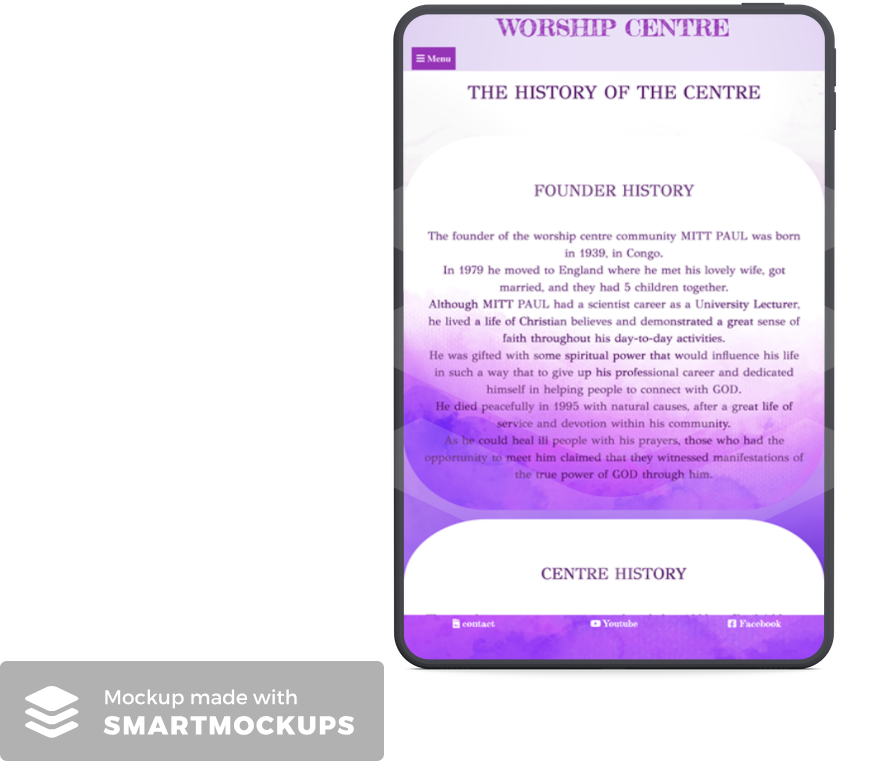 WORSHIP CENTRE
Menu
THE HISTORY OF THE CENTRE
FOUNDER HISTORY
The founder of the worship centre community MITT PAUL was born
in 1939, in Congo.
In 1979 he moved to England where he met his lovely wife, got
married, and they had 5 children together.
Although MITT PAUL had a scientist career as a University Lecturer,
he lived a life of Christian believes and demonstrated a great sense of
faith throughout his day-to-day activities.
He was gifted with some spiritual power that would influence his life
in such a way that to give up his professional career and dedicated
himself in helping people to connect with GOD.
He died peacefully in 1995 with natural causes, after a great life of
service and devotion within his community.
As he could heal ill people with his prayers, those who had the
opportunity to meet him claimed that they witnessed manifestations of
the true power of GOD through him.
CENTRE HISTORY
contact Youtube Facebook
Mockup made with
SMARTMOCKUPS